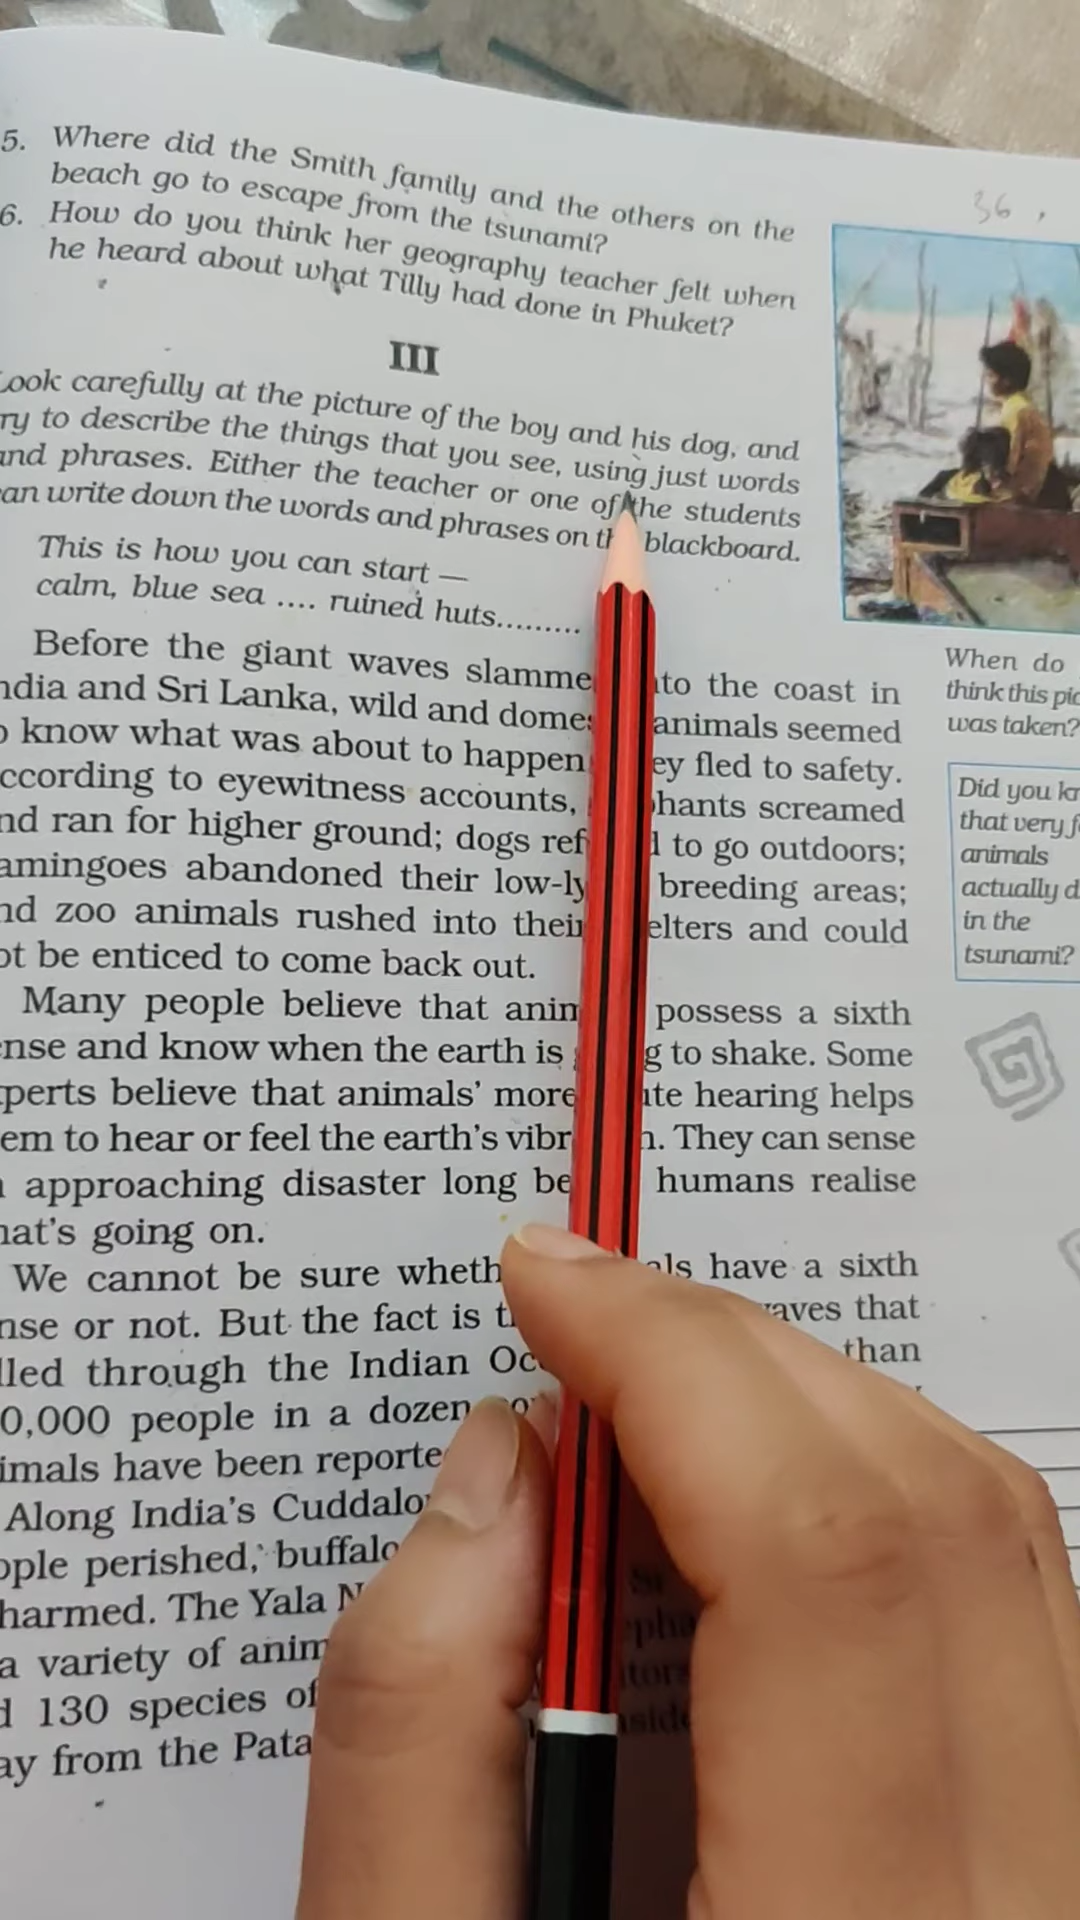 5. Where did the Smith family and the others on the
beach go to escape from the tsunami?
6. How do you think her geography teacher felt when
he heard about what Tilly had done in Phuket?
36
III
Look carefully at the picture of the boy and his dog, and
ry to describe the things that you see, using just words
and phrases. Either the teacher or one of the students
an write down the words and phrases on th blackboard.
This is how you can start —
calm, blue sea .... ruined huts.........
Before the giant waves slamme to the coast in
ndia and Sri Lanka, wild and domes animals seemed
o know what was about to happen ey fled to safety.
ccording to eyewitness accounts, phants screamed
nd ran for higher ground; dogs ref d to go outdoors;
amingoes abandoned their low-ly breeding areas;
nd zoo animals rushed into their elters and could
ot be enticed to come back out.
Many people believe that anim possess a sixth
ense and know when the earth is g to shake. Some
xperts believe that animals' more ute hearing helps
em to hear or feel the earth's vibr n. They can sense
n approaching disaster long be humans realise
hat's going on.
We cannot be sure wheth als have a sixth
nse or not. But the fact is t waves that
lled through the Indian Oc than
0,000 people in a dozen co
imals have been reporte
Along India's Cuddalo
ople perished, buffalo
harmed. The Yala N
a variety of anim
d 130 species of
ay from the Pata
When do
think this pic
was taken?
Did you kn
that very f
animals
actually d
in the
tsunami?